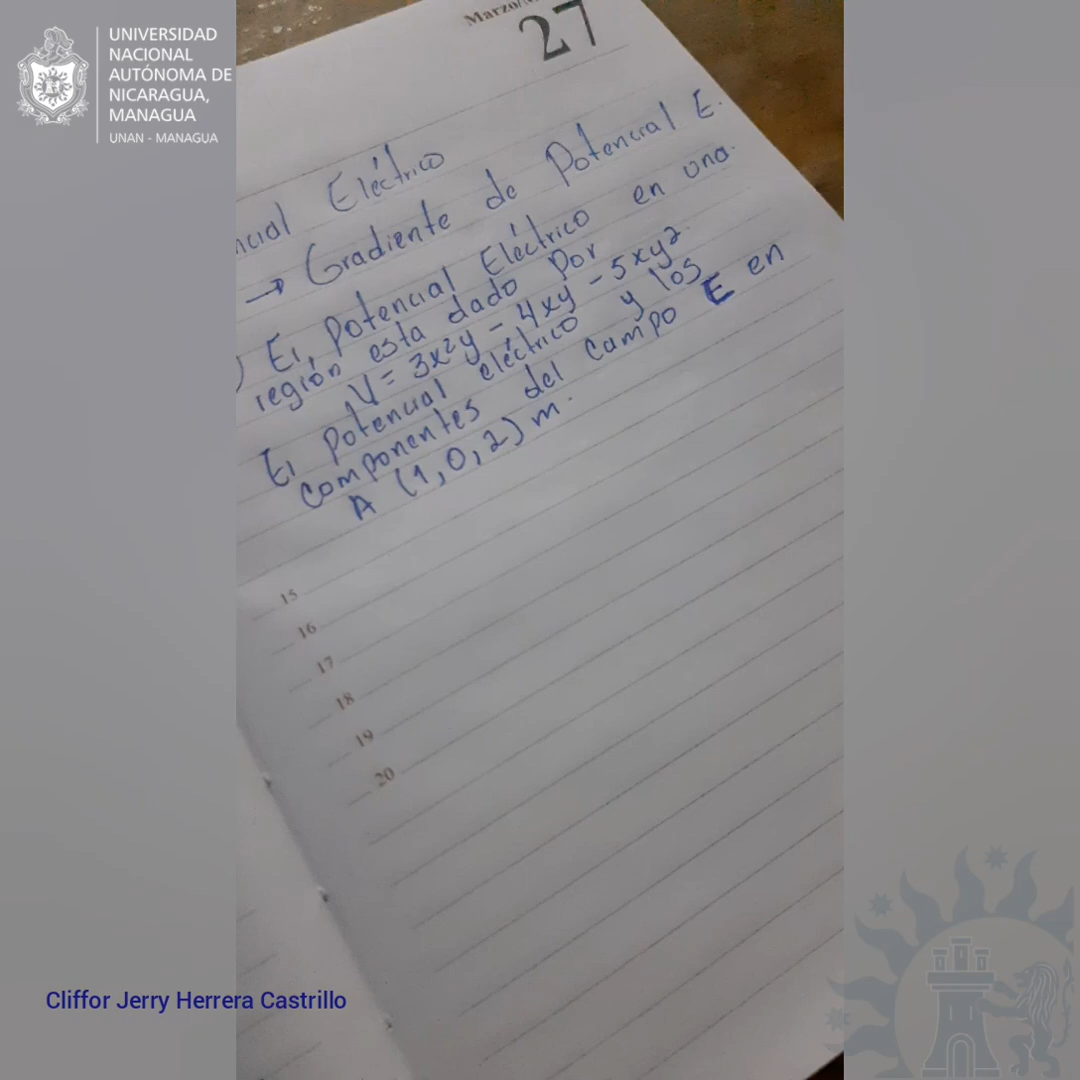 UNIVERSIDAD
NACIONAL
AUTÓNOMA DE
NICARAGUA,
MANAGUA
UNAN - MANAGUA
27
Eléctrico
→ Gradiente de Potencial E.
) El, Potencial Eléctrico en una
región esta dado por
V = 3x²y - 4xy - 5xy².
El Potencial eléctrico y los
componentes del campo E en
A (1, 0, 2) m.
15
16
17
18
19
20
Cliffor Jerry Herrera Castrillo